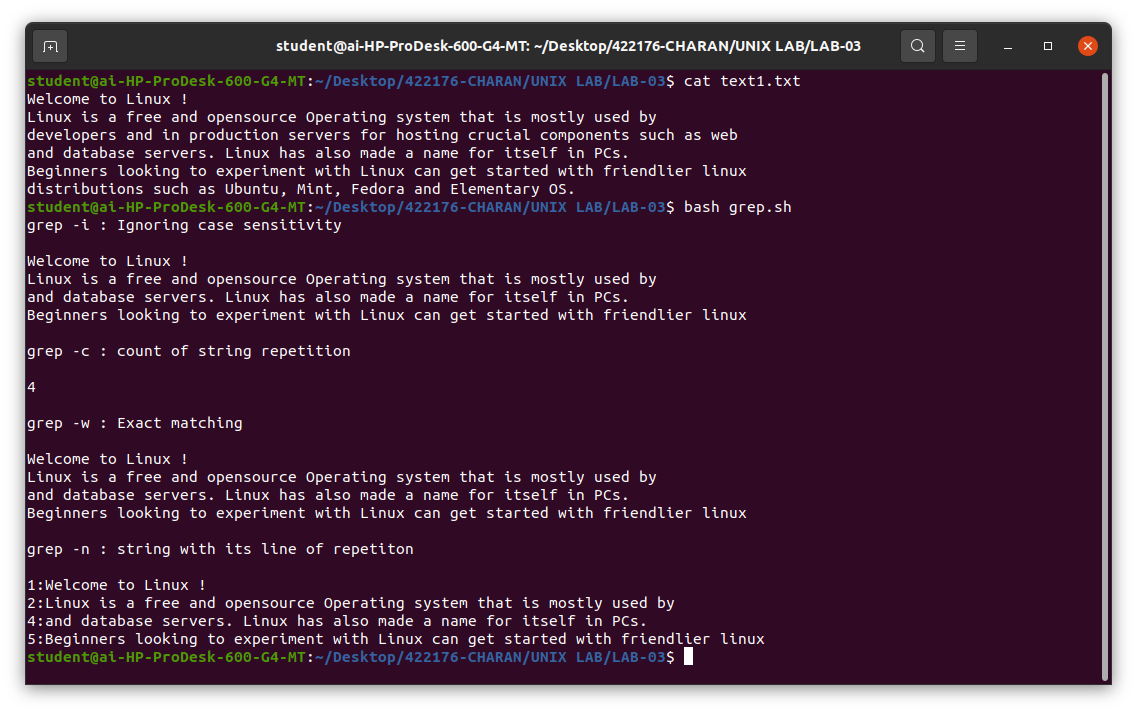 student@ai-HP-ProDesk-600-G4-MT: ~/Desktop/422176-CHARAN/UNIX LAB/LAB-03
student@ai-HP-ProDesk-600-G4-MT:~/Desktop/422176-CHARAN/UNIX LAB/LAB-03$ cat text1.txt
Welcome to Linux !
Linux is a free and opensource Operating system that is mostly used by
developers and in production servers for hosting crucial components such as web
and database servers. Linux has also made a name for itself in PCs.
Beginners looking to experiment with Linux can get started with friendlier linux
distributions such as Ubuntu, Mint, Fedora and Elementary OS.
student@ai-HP-ProDesk-600-G4-MT:~/Desktop/422176-CHARAN/UNIX LAB/LAB-03$ bash grep.sh
grep -i : Ignoring case sensitivity

Welcome to Linux !
Linux is a free and opensource Operating system that is mostly used by
and database servers. Linux has also made a name for itself in PCs.
Beginners looking to experiment with Linux can get started with friendlier linux

grep -c : count of string repetition

4

grep -w : Exact matching

Welcome to Linux !
Linux is a free and opensource Operating system that is mostly used by
and database servers. Linux has also made a name for itself in PCs.
Beginners looking to experiment with Linux can get started with friendlier linux

grep -n : string with its line of repetiton

1:Welcome to Linux !
2:Linux is a free and opensource Operating system that is mostly used by
4:and database servers. Linux has also made a name for itself in PCs.
5:Beginners looking to experiment with Linux can get started with friendlier linux
student@ai-HP-ProDesk-600-G4-MT:~/Desktop/422176-CHARAN/UNIX LAB/LAB-03$